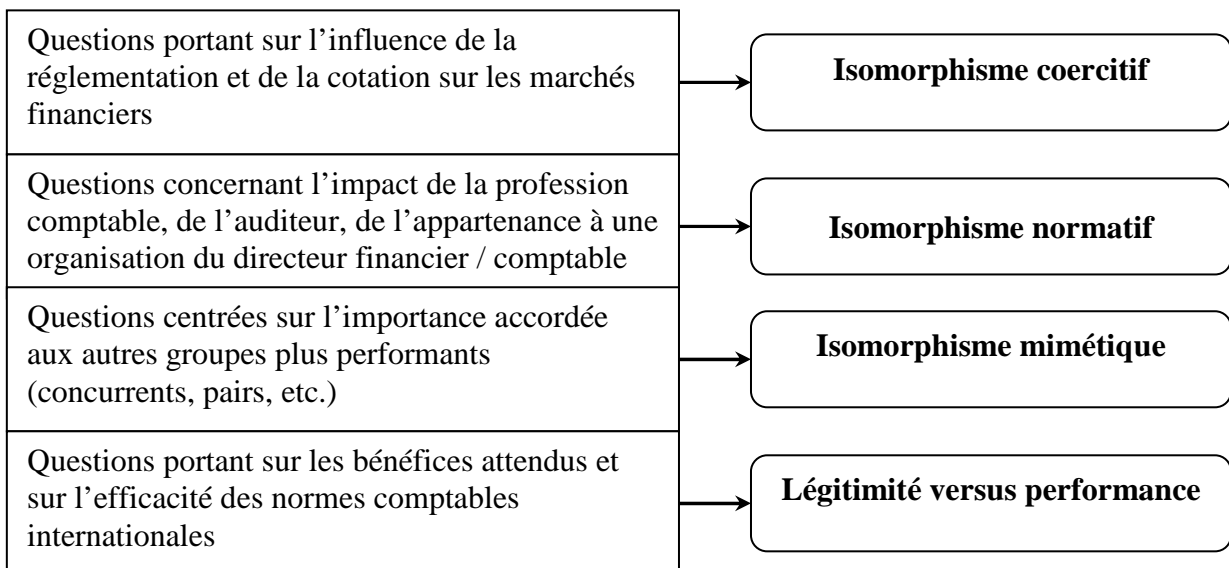 Questions portant sur l’influence de la
réglementation et de la cotation sur les marchés
financiers
Isomorphisme coercitif
Questions concernant l’impact de la profession
comptable, de l’auditeur, de l’appartenance à une
organisation du directeur financier / comptable
Isomorphisme normatif
Questions centrées sur l’importance accordée
aux autres groupes plus performants
(concurrents, pairs, etc.)
Isomorphisme mimétique
Questions portant sur les bénéfices attendus et
sur l’efficacité des normes comptables
internationales
Légitimité versus performance